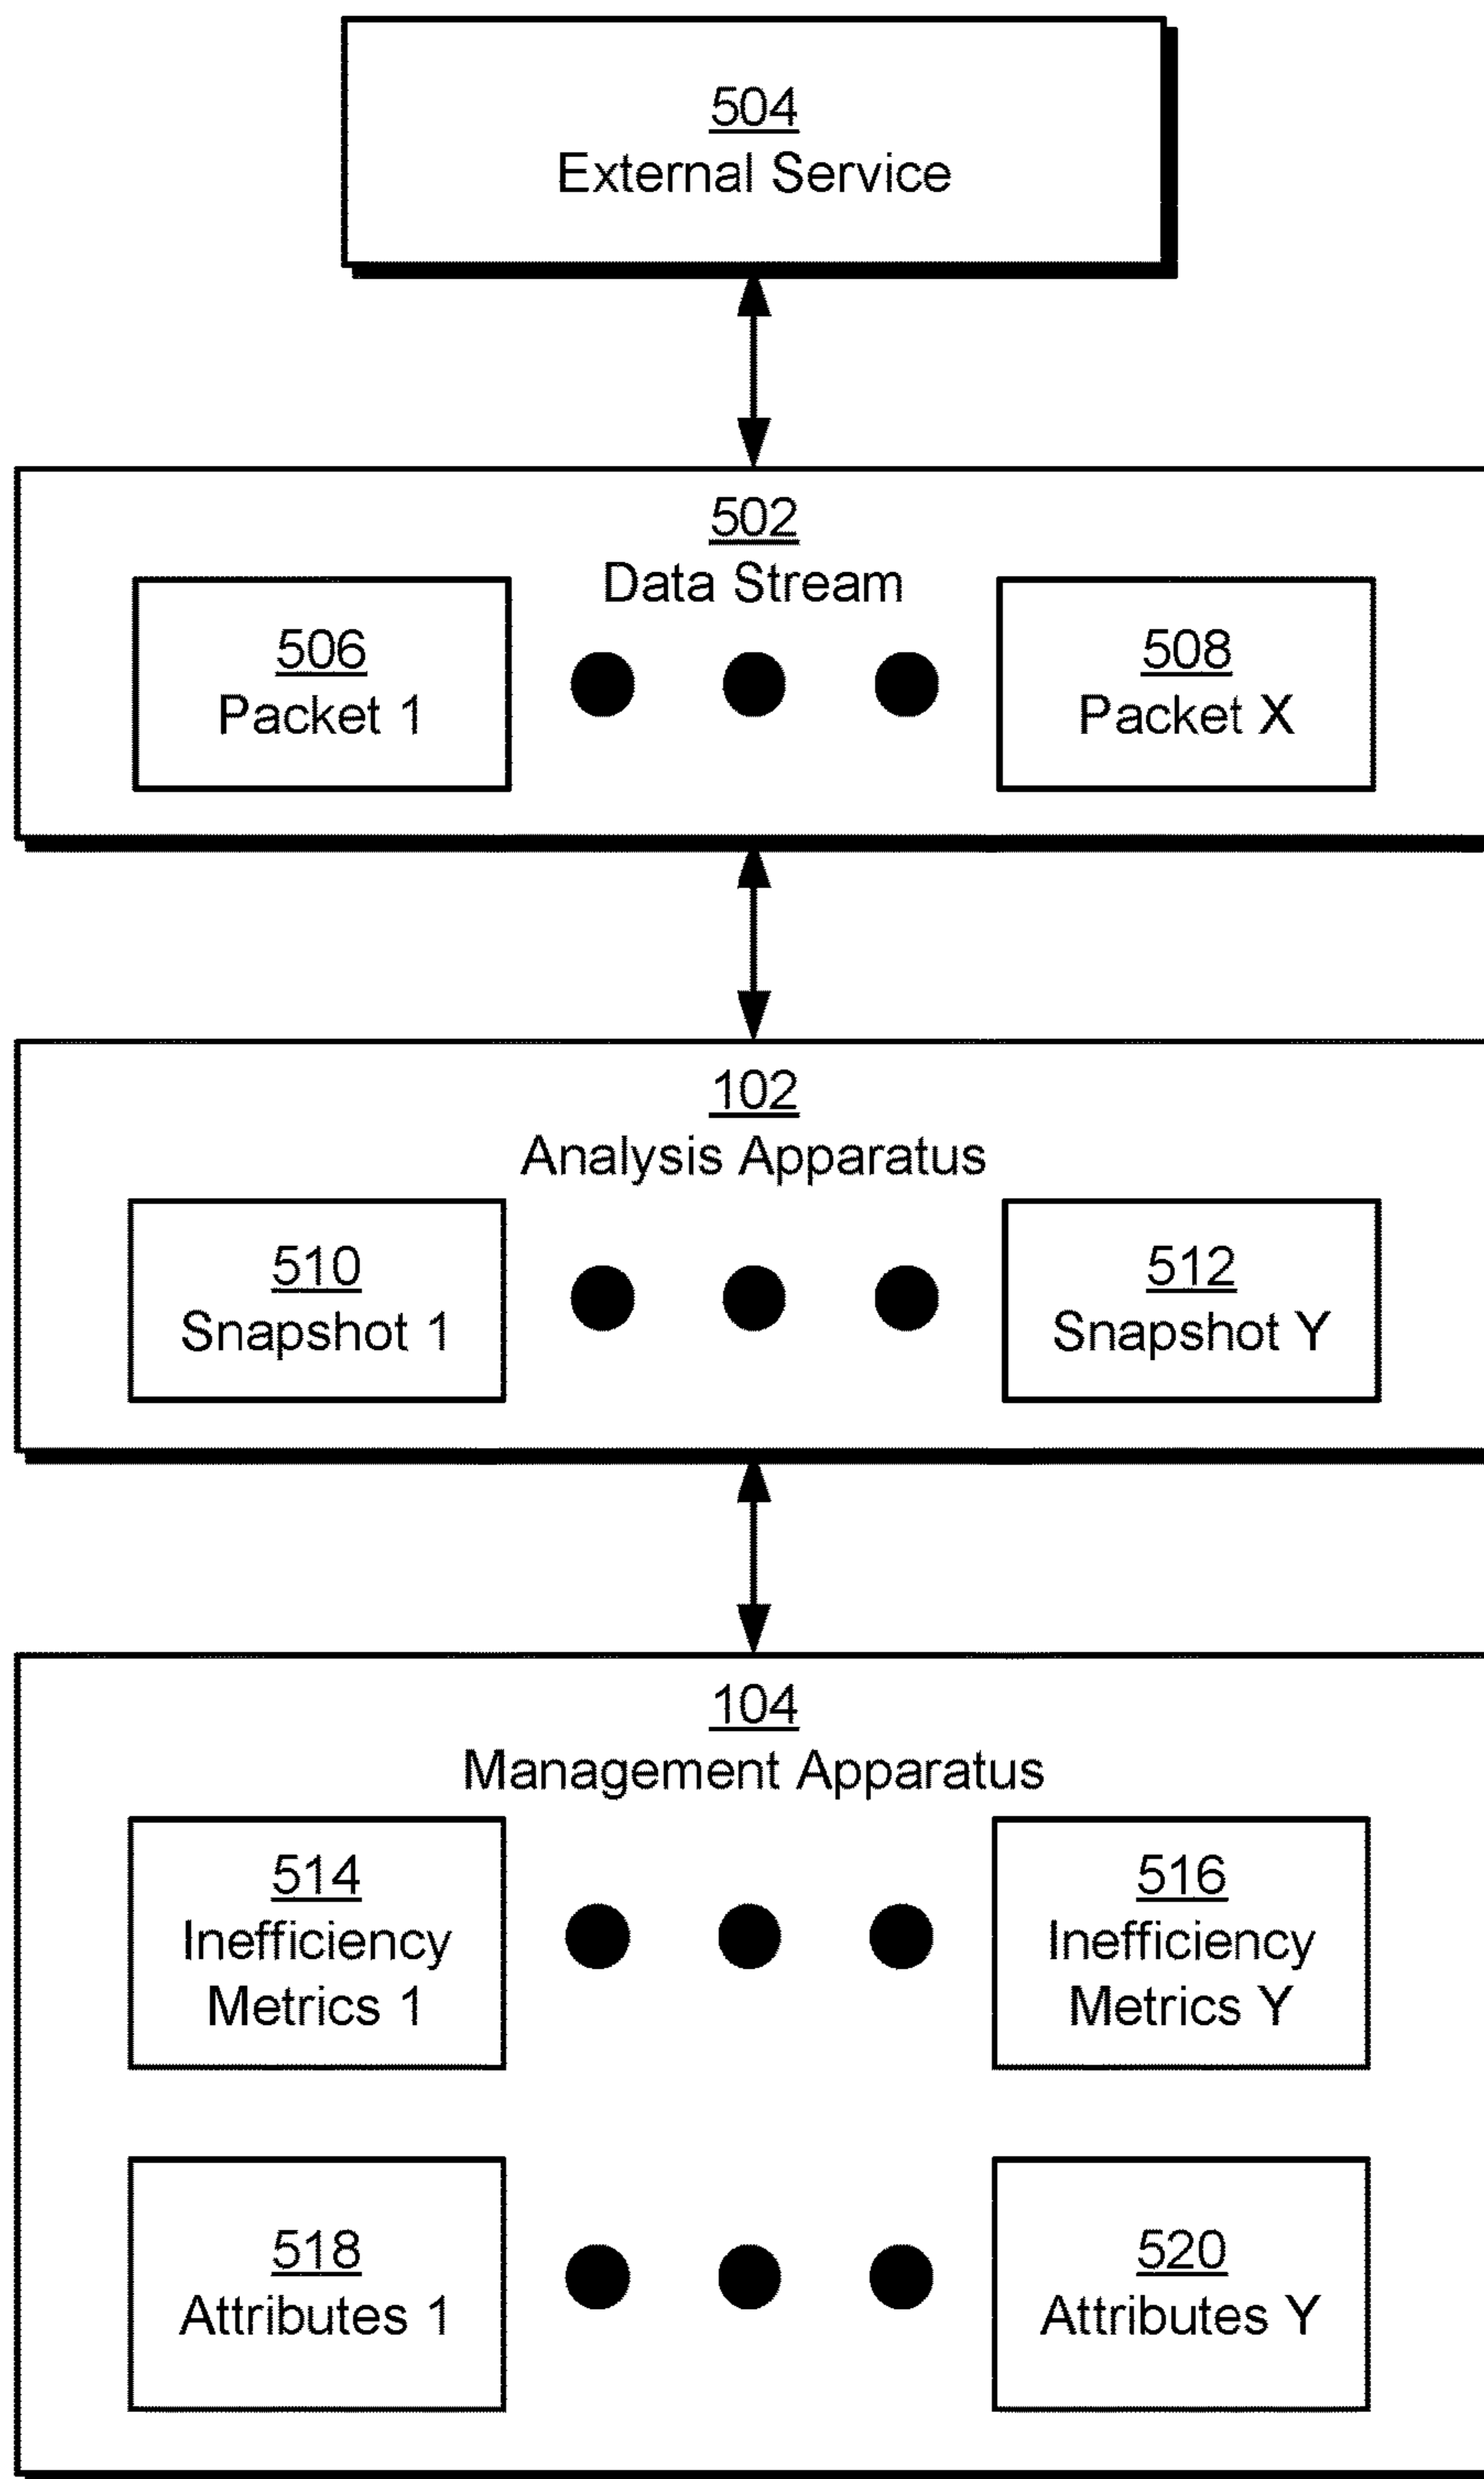 504
External Service
502
Data Stream
506
Packet 1
508
Packet X
102
Analysis Apparatus
510
Snapshot 1
512
Snapshot Y
104
Management Apparatus
514
Inefficiency
Metrics 1
516
Inefficiency
Metrics Y
518
Attributes 1
520
Attributes Y